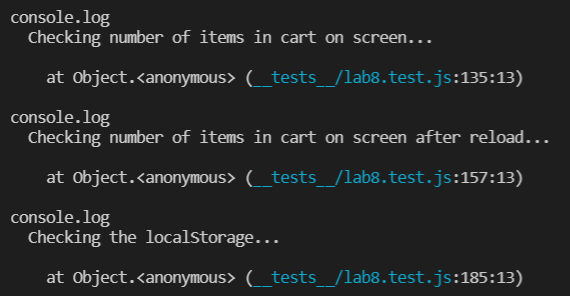 console.log
Checking number of items in cart on screen...
at Object.<anonymous> (__tests__/lab8.test.js:135:13)
console.log
Checking number of items in cart on screen after reload...
at Object.<anonymous> (__tests__/lab8.test.js:157:13)
console.log
Checking the localStorage...
at Object.<anonymous> (__tests__/lab8.test.js:185:13)